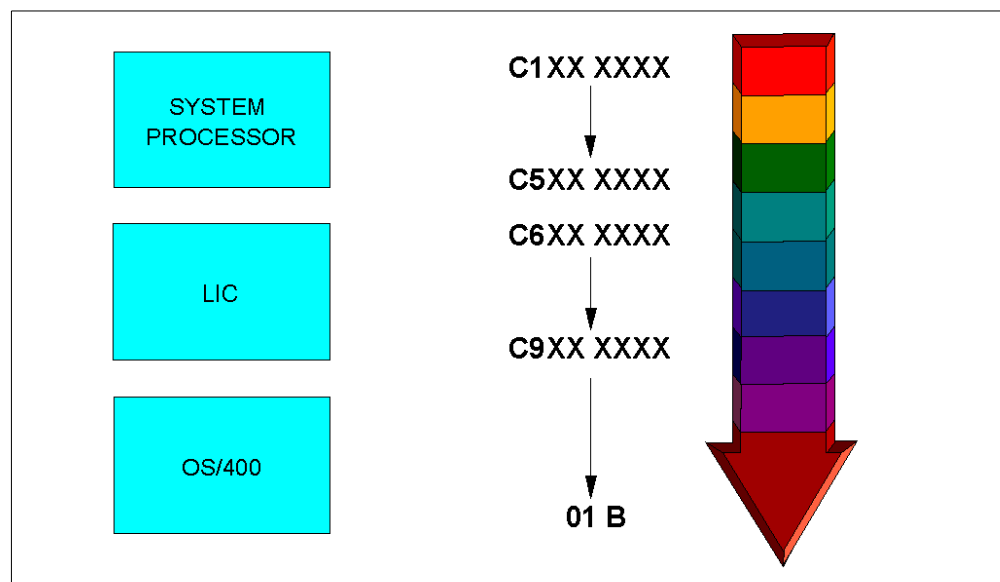 SYSTEM
PROCESSOR
C1XX XXXX
C5XX XXXX
LIC
C6XX XXXX
C9XX XXXX
OS/400
01 B